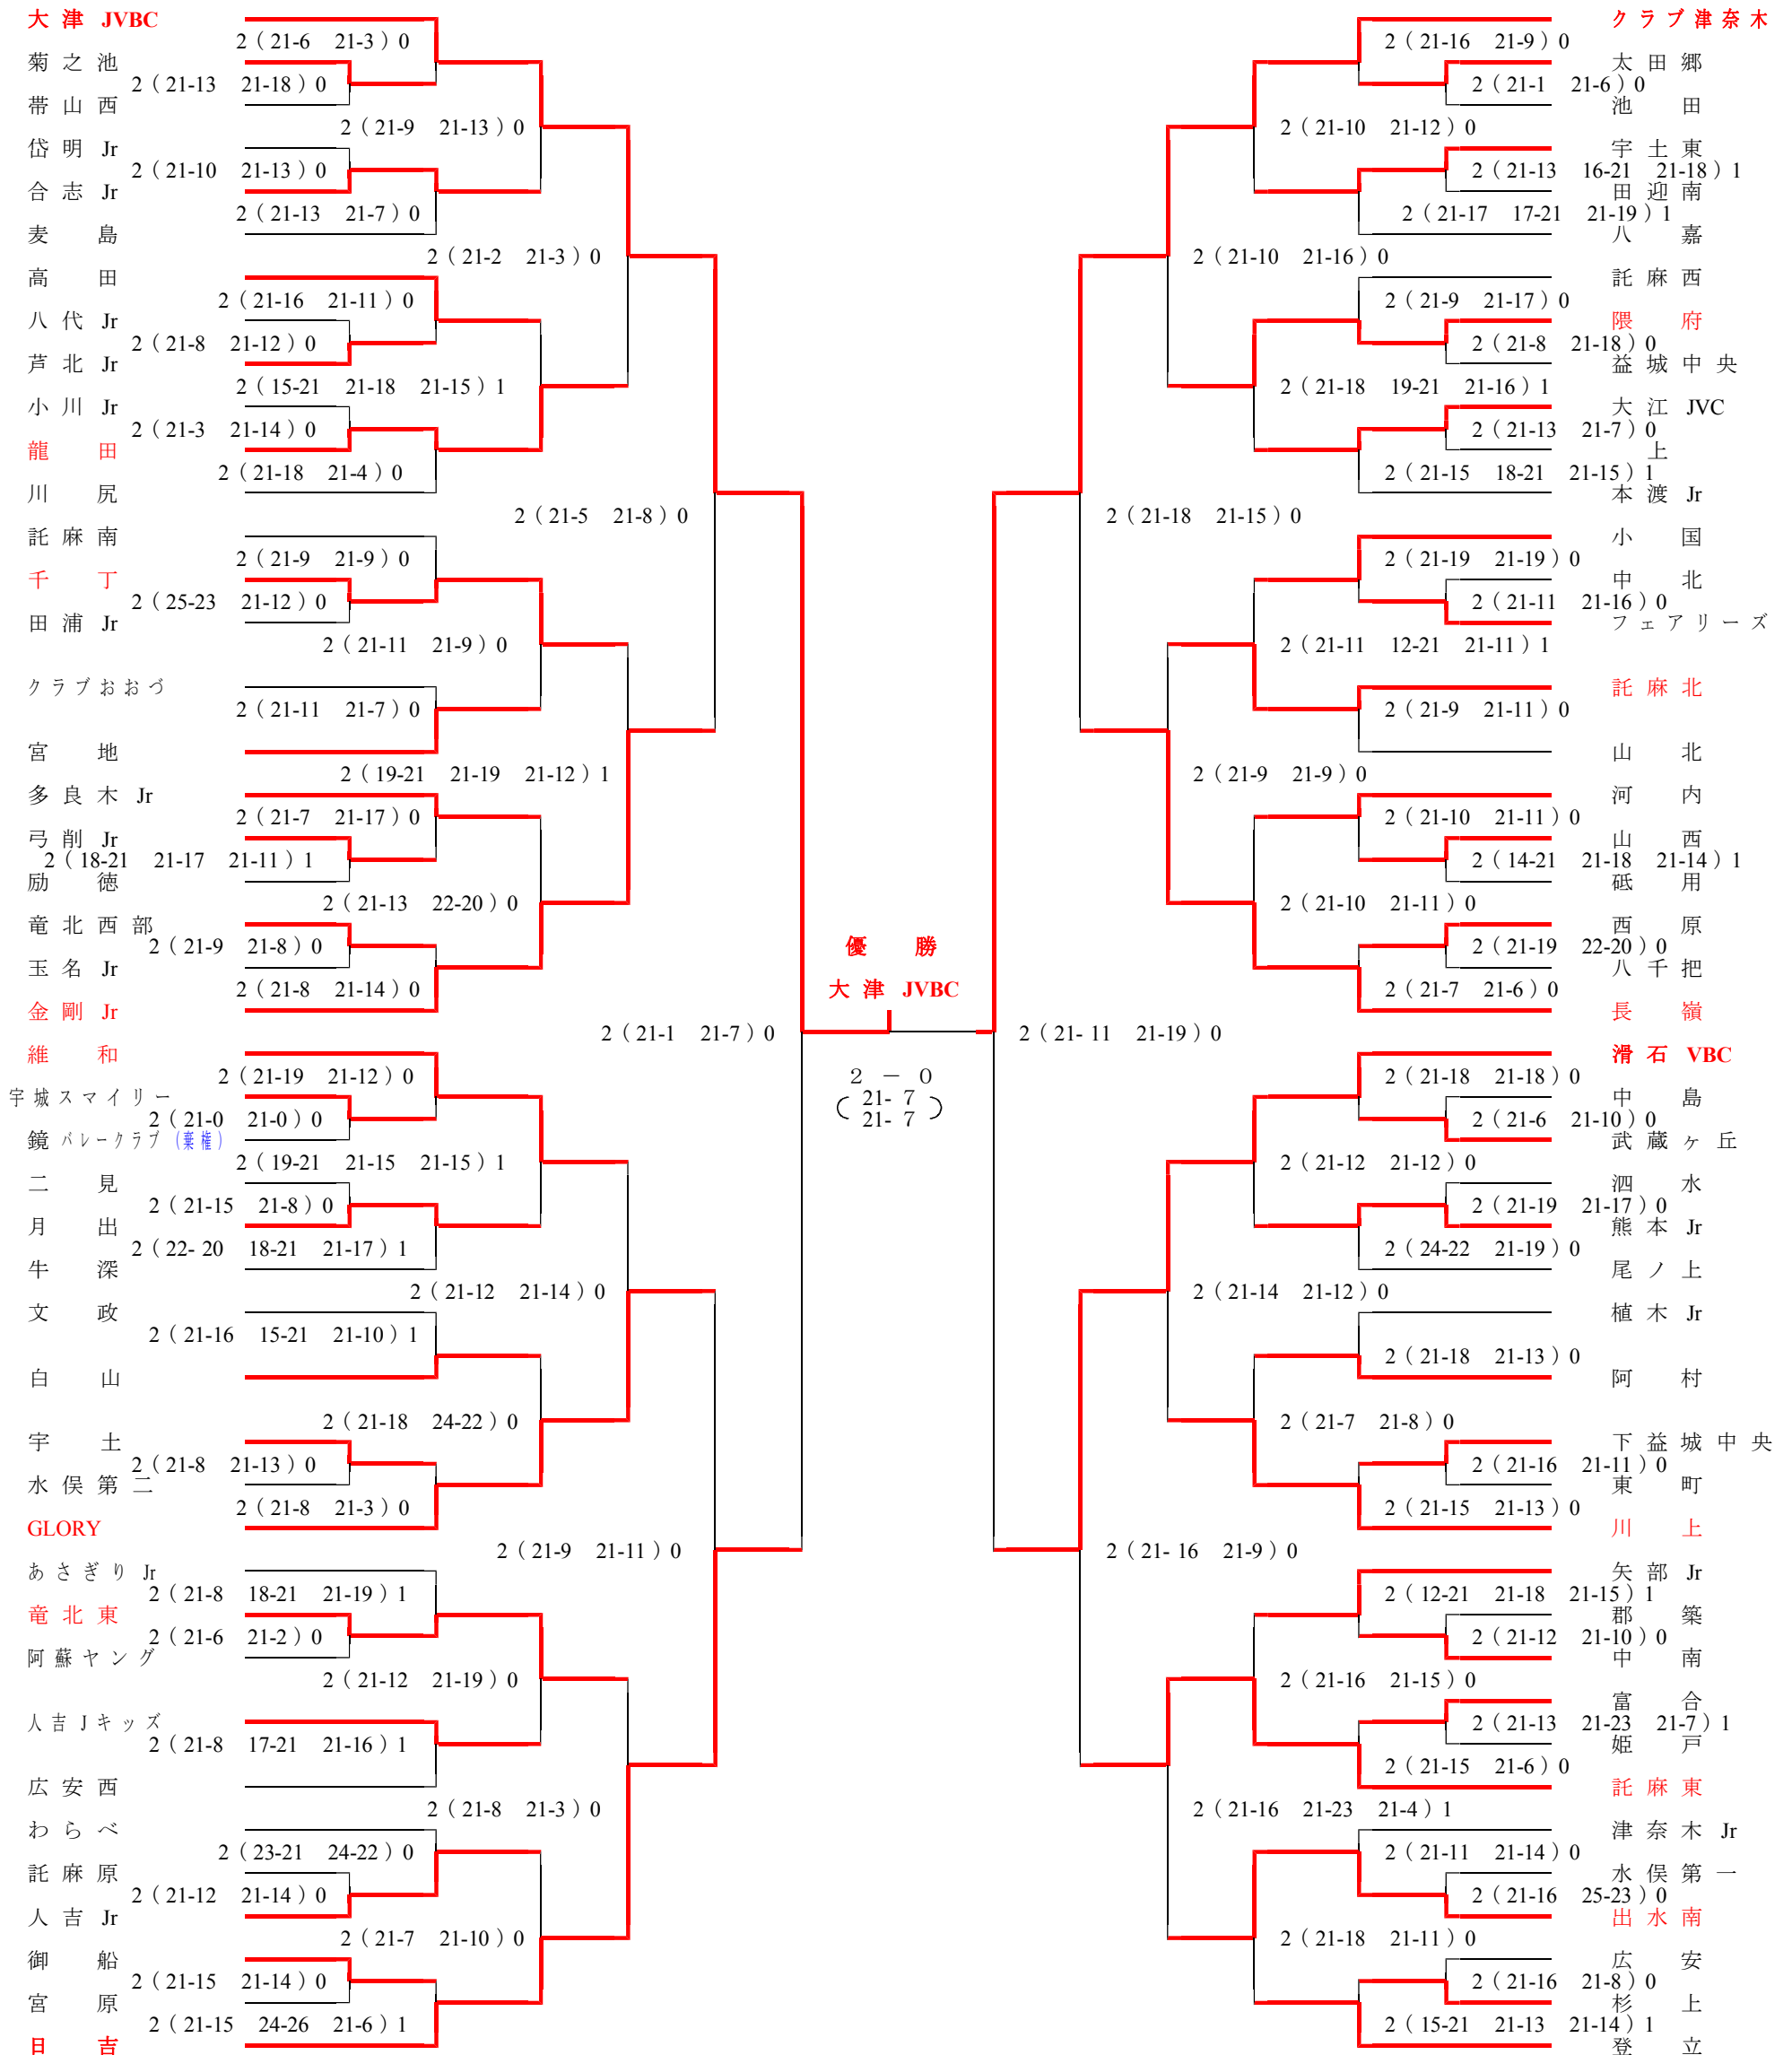 大津 JVBC
2（21-6 21-3）0
菊之池
2（21-13 21-18）0
帯山西
2（21-9 21-13）0
岱明 Jr
2（21-10 21-13）0
合志 Jr
2（21-13 21-7）0
麦島
2（21-2 21-3）0
高田
2（21-16 21-11）0
八代 Jr
2（21-8 21-12）0
芦北 Jr
2（15-21 21-18 21-15）1
小川 Jr
2（21-3 21-14）0
龍田
2（21-18 21-4）0
川尻
2（21-5 21-8）0
託麻南
2（21-9 21-9）0
千丁
2（25-23 21-12）0
田浦 Jr
2（21-11 21-9）0
クラブおおづ
2（21-11 21-7）0
宮地
2（19-21 21-19 21-12）1
多良木 Jr
2（21-7 21-17）0
弓削 Jr
2（18-21 21-17 21-11）1
励徳
2（21-13 22-20）0
竜北西部
2（21-9 21-8）0
玉名 Jr
2（21-8 21-14）0
金剛 Jr
2（21-1 21-7）0
維和
2（21-19 21-12）0
宇城スマイリー
2（21-0 21-0）0
鏡バレークラブ（棄権）
2（19-21 21-15 21-15）1
二見
2（21-15 21-8）0
月出
2（22- 20 18-21 21-17）1
牛深
2（21-12 21-14）0
文政
2（21-16 15-21 21-10）1
白山
2（21-18 24-22）0
宇土
2（21-8 21-13）0
水俣第二
2（21-8 21-3）0
GLORY
2（21-9 21-11）0
あさぎり Jr
2（21-8 18-21 21-19）1
竜北東
2（21-6 21-2）0
阿蘇ヤング
2（21-12 21-19）0
人吉Jキッズ
2（21-8 17-21 21-16）1
広安西
2（21-8 21-3）0
わらべ
2（23-21 24-22）0
託麻原
2（21-12 21-14）0
人吉 Jr
2（21-7 21-10）0
御船
2（21-15 21-14）0
宮原
2（21-15 24-26 21-6）1
日吉
優勝
大津 JVBC
2 － 0
（21- 7
21- 7）
クラブ津奈木
2（21-16 21-9）0
太田郷
2（21-1 21-6）0
池田
2（21-10 21-12）0
宇土東
2（21-13 16-21 21-18）1
田迎南
2（21-17 17-21 21-19）1
八嘉
2（21-10 21-16）0
託麻西
2（21-9 21-17）0
隈府
2（21-8 21-18）0
益城中央
2（21-18 19-21 21-16）1
大江 JVC
2（21-13 21-7）0
上
2（21-15 18-21 21-15）1
本渡 Jr
2（21-18 21-15）0
小国
2（21-19 21-19）0
中北
2（21-11 21-16）0
フェアリーズ
2（21-11 12-21 21-11）1
託麻北
2（21-9 21-11）0
山北
2（21-9 21-9）0
河内
2（21-10 21-11）0
山西
2（14-21 21-18 21-14）1
砥用
2（21-10 21-11）0
西原
2（21-19 22-20）0
八千把
2（21-7 21-6）0
長嶺
2（21- 11 21-19）0
滑石 VBC
2（21-18 21-18）0
中島
2（21-6 21-10）0
武蔵ヶ丘
2（21-12 21-12）0
泗水
2（21-19 21-17）0
熊本 Jr
2（24-22 21-19）0
尾ノ上
2（21-14 21-12）0
植木 Jr
2（21-18 21-13）0
阿村
2（21-7 21-8）0
下益城中央
2（21-16 21-11）0
東町
2（21-15 21-13）0
川上
2（21- 16 21-9）0
矢部 Jr
2（12-21 21-18 21-15）1
郡築
2（21-12 21-10）0
中南
2（21-16 21-15）0
富合
2（21-13 21-23 21-7）1
姫戸
2（21-15 21-6）0
託麻東
2（21-16 21-23 21-4）1
津奈木 Jr
2（21-11 21-14）0
水俣第一
2（21-16 25-23）0
出水南
2（21-18 21-11）0
広安
2（21-16 21-8）0
杉上
2（15-21 21-13 21-14）1
登立